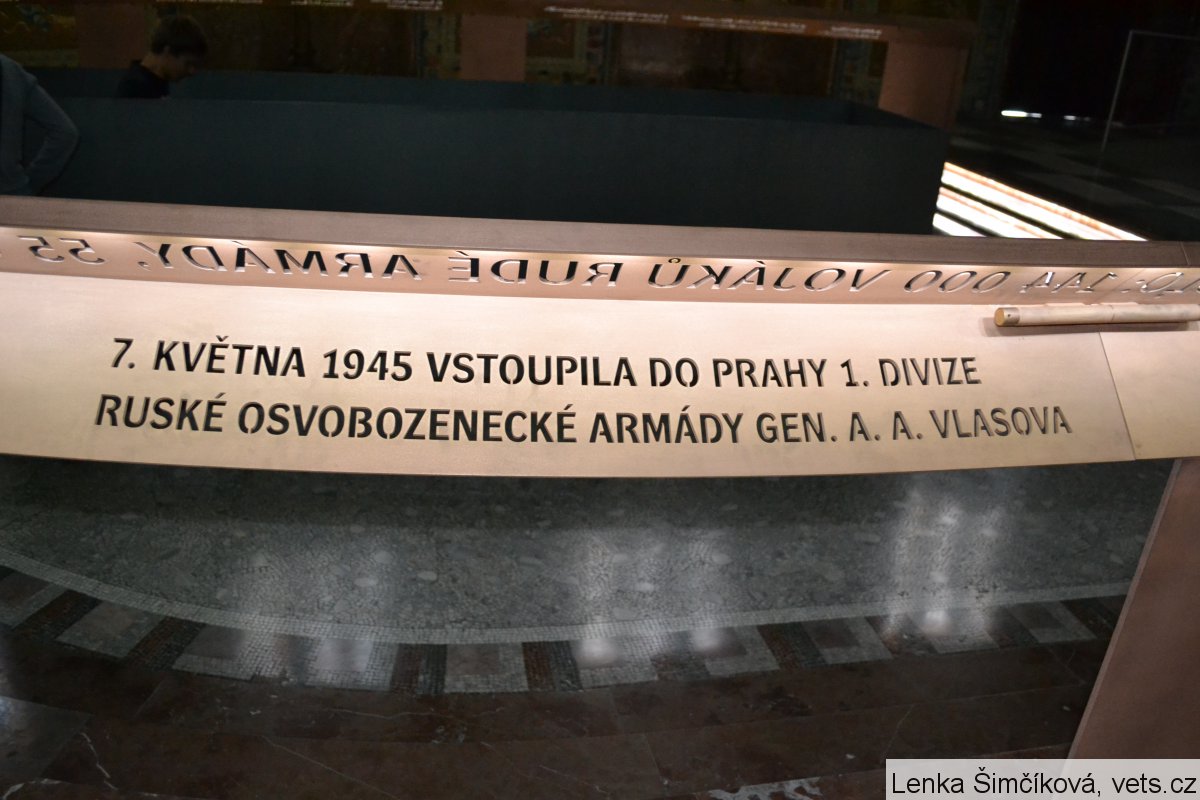 000 VOJÁKŮ RUDÉ ARMÁDY, 55
7. KVĚTNA 1945 VSTOUPILA DO PRAHY 1. DIVIZE
RUSKÉ OSVOBOZENECKÉ ARMÁDY GEN. A. A. VLASOVA
Lenka Šimčíková, vets.cz